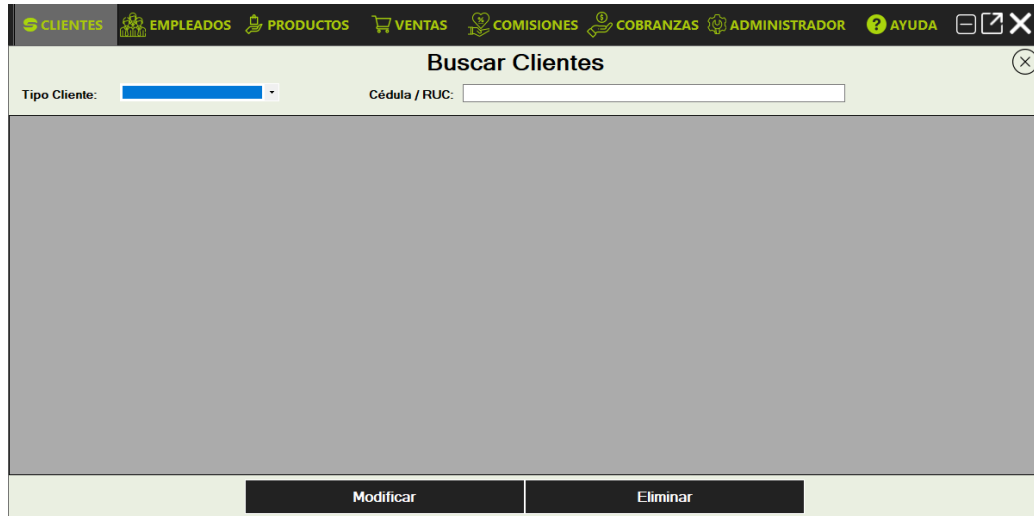 CLIENTES EMPLEADOS PRODUCTOS VENTAS COMISIONES COBRANZAS ADMINISTRADOR ? AYUDA
Buscar Clientes
Tipo Cliente: Cédula / RUC:
Modificar Eliminar